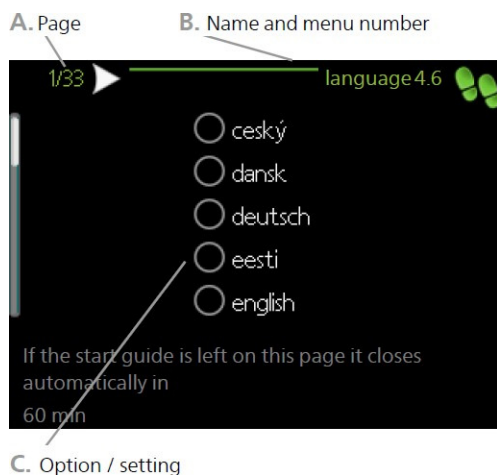 A. Page
B. Name and menu number
1/33
language 4.6
ceský
dansk
deutsch
eesti
english
If the start guide is left on this page it closes
automatically in
60 min
C. Option / setting